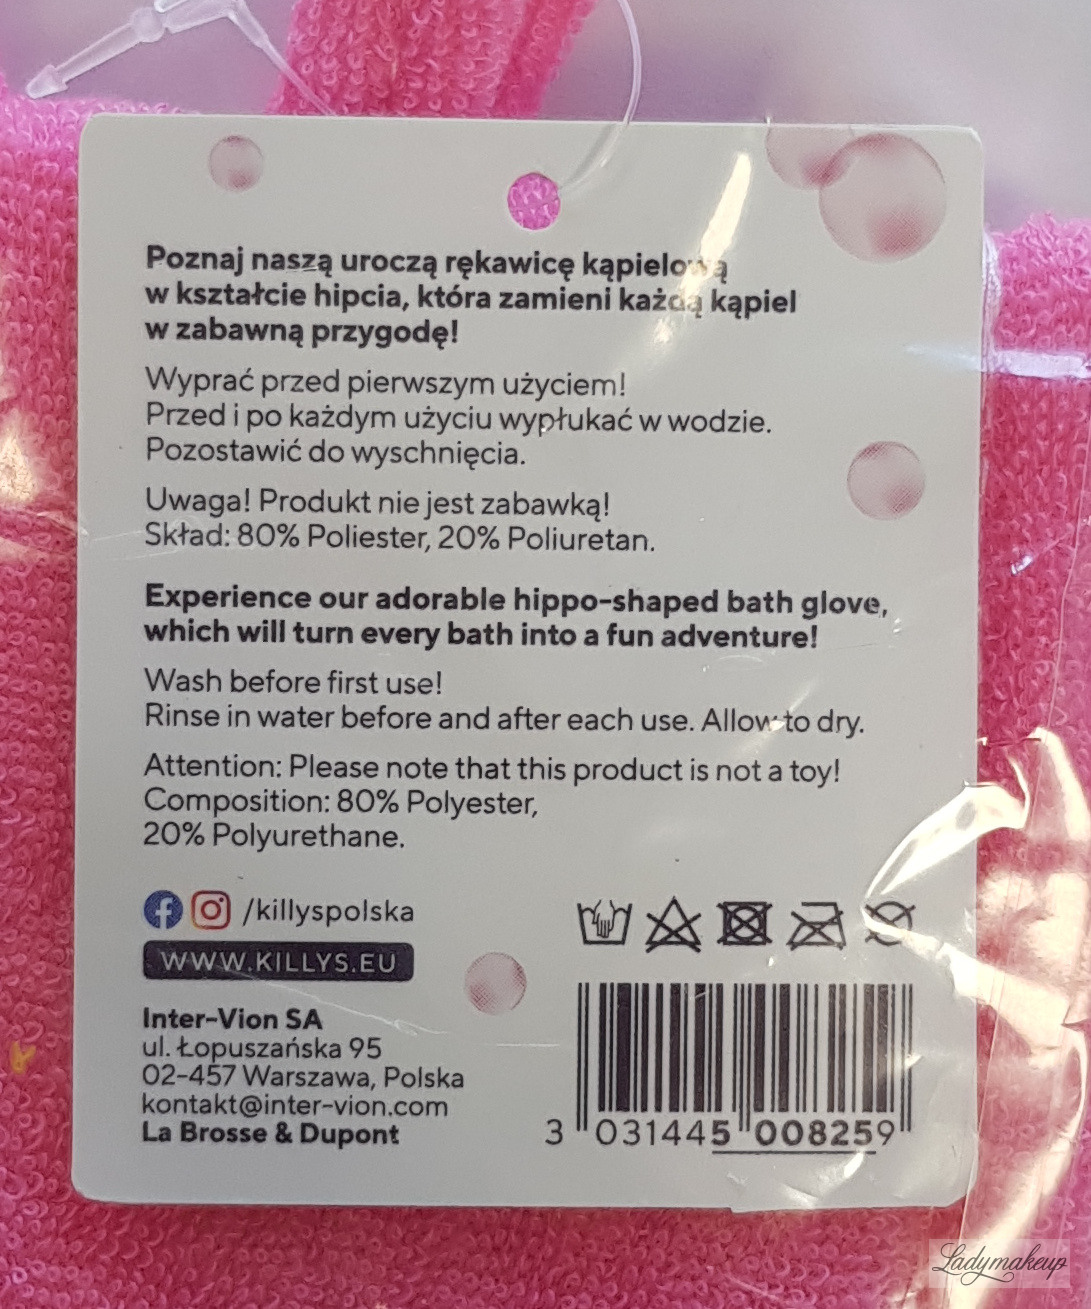 Poznaj naszą uroczą rękawicę kąpielową
w kształcie hipcia, która zamieni każdą kąpiel
w zabawną przygodę!
Wyprać przed pierwszym użyciem!
Przed i po każdym użyciu wypłukać w wodzie.
Pozostawić do wyschnięcia.
Uwaga! Produkt nie jest zabawką!
Skład: 80% Poliester, 20% Poliuretan.
Experience our adorable hippo-shaped bath glove,
which will turn every bath into a fun adventure!
Wash before first use!
Rinse in water before and after each use. Allow to dry.
Attention: Please note that this product is not a toy!
Composition: 80% Polyester,
20% Polyurethane.
/killyspolska
WWW.KILLYS.EU
Inter-Vion SA
ul. Łopuszańska 95
02-457 Warszawa, Polska
kontakt@inter-vion.com
La Brosse & Dupont
3 031445 008259
Ladymakeup